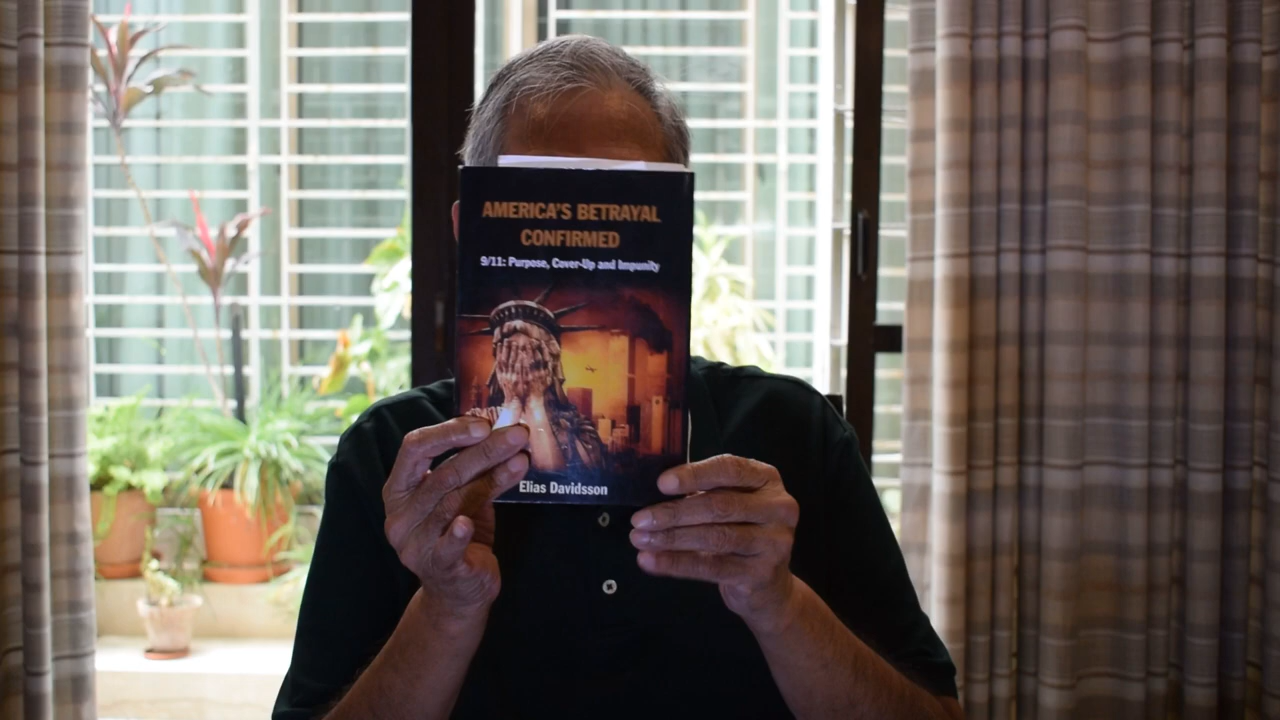 AMERICA'S BETRAYAL
CONFIRMED
9/11: Purpose, Cover-Up and Impunity
Elias Davidsson